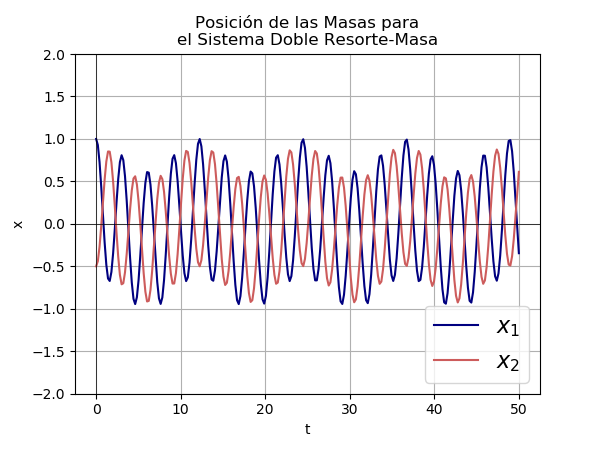 Posición de las Masas para
el Sistema Doble Resorte-Masa
2.0
1.5
1.0
0.5
0.0
−0.5
−1.0
−1.5
−2.0
x
0
10
20
30
40
50
t
x₁
x₂